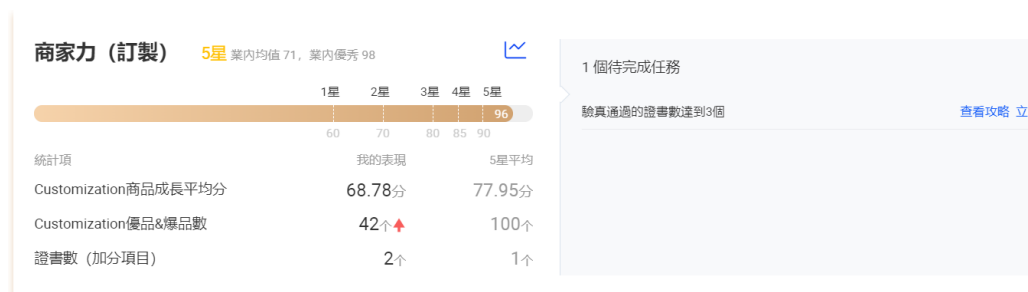 商家力（訂製） 5星 業內均值 71，業內優秀 98
1星 2星 3星 4星 5星
96
60 70 80 85 90
統計項 我的表現 5星平均
Customization商品成長平均分 68.78分 77.95分
Customization優品&爆品數 42个 100个
證書數（加分項目） 2个 1个
1 個待完成任務
驗真通過的證書數達到3個 查看攻略 立